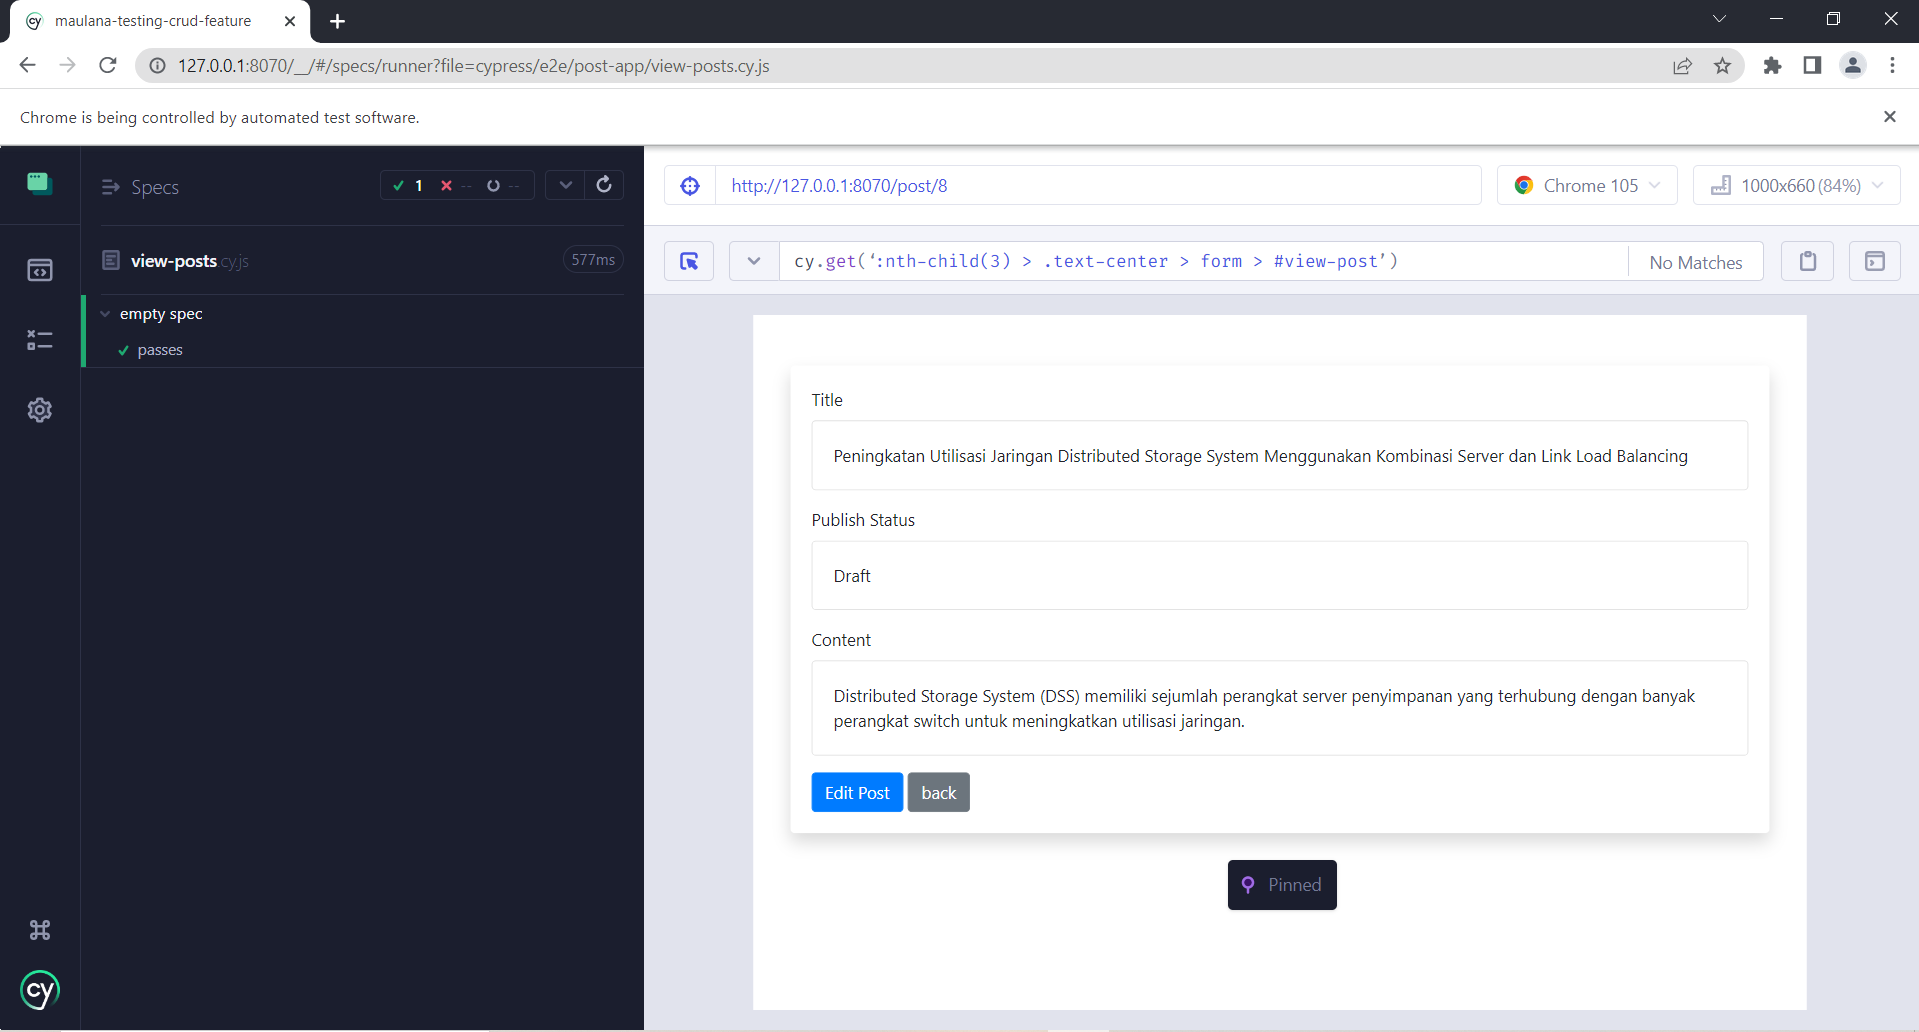 maulana-testing-crud-feature
127.0.0.1:8070/__/#/specs/runner?file=cypress/e2e/post-app/view-posts.cy.js
Chrome is being controlled by automated test software.
Specs
1 -- --
view-posts.cy.js
577ms
empty spec
passes
cy
http://127.0.0.1:8070/post/8
Chrome 105
1000x660 (84%)
cy.get(‘:nth-child(3) > .text-center > form > #view-post’)
No Matches
Title
Peningkatan Utilisasi Jaringan Distributed Storage System Menggunakan Kombinasi Server dan Link Load Balancing
Publish Status
Draft
Content
Distributed Storage System (DSS) memiliki sejumlah perangkat server penyimpanan yang terhubung dengan banyak
perangkat switch untuk meningkatkan utilisasi jaringan.
Edit Post
back
Pinned